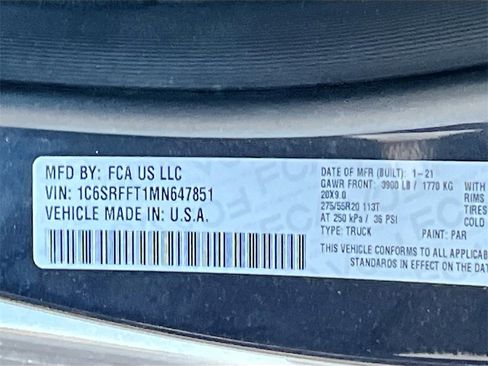 MFD BY: FCA US LLC
VIN: 1C6SRFFT1MN647851
VEHICLE MADE IN: U.S.A.
DATE OF MFR (BUILT): 1-21
GAWR FRONT: 3900 LB / 1770 KG WITH
20X9.0 RIMS
275/55R20 113T TIRES
AT 250 kPa / 36 PSI COLD
TYPE: TRUCK PAINT: PAR
THIS VEHICLE CONFORMS TO ALL APPLICABL
STANDARDS IN EFFECT ON THE DAT